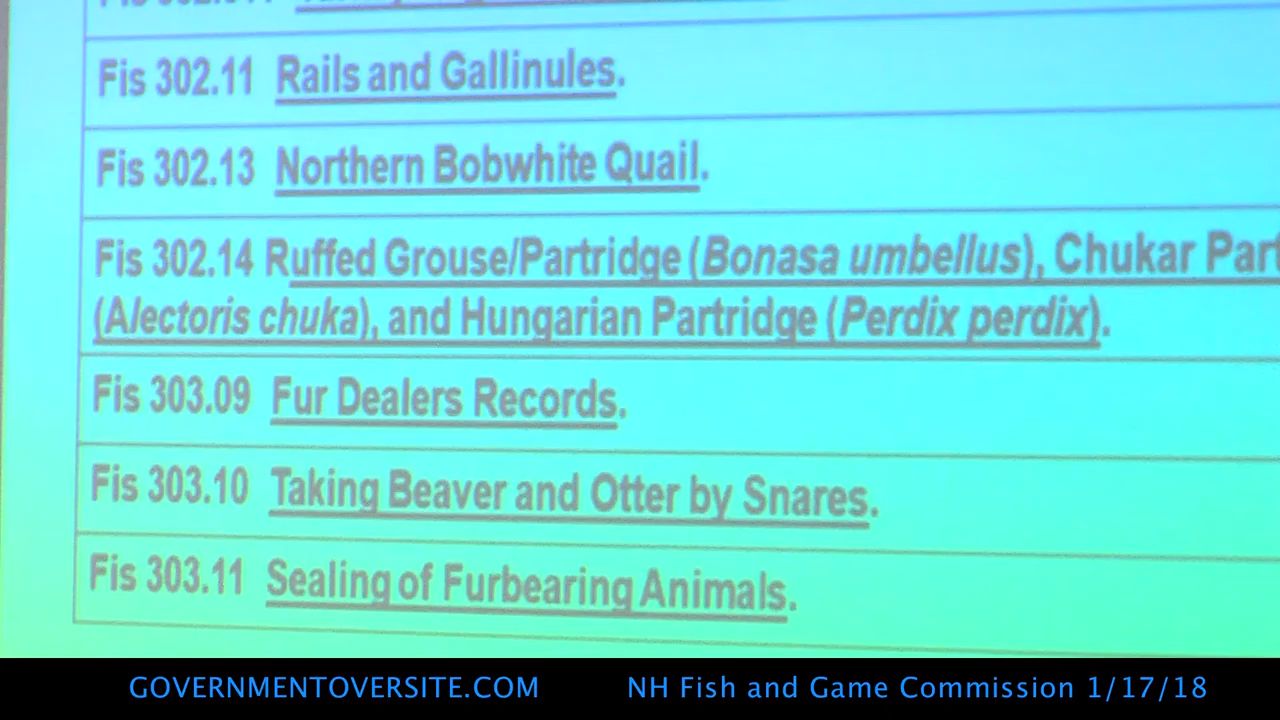 Fis 302.11 Rails and Gallinules.
Fis 302.13 Northern Bobwhite Quail.
Fis 302.14 Ruffed Grouse/Partridge (Bonasa umbellus), Chukar
(Alectoris chuka), and Hungarian Partridge (Perdix perdix).
Fis 303.09 Fur Dealers Records.
Fis 303.10 Taking Beaver and Otter by Snares.
Fis 303.11 Sealing of Furbearing Animals.
GOVERNMENTOVERSITE.COM NH Fish and Game Commission 1/17/18